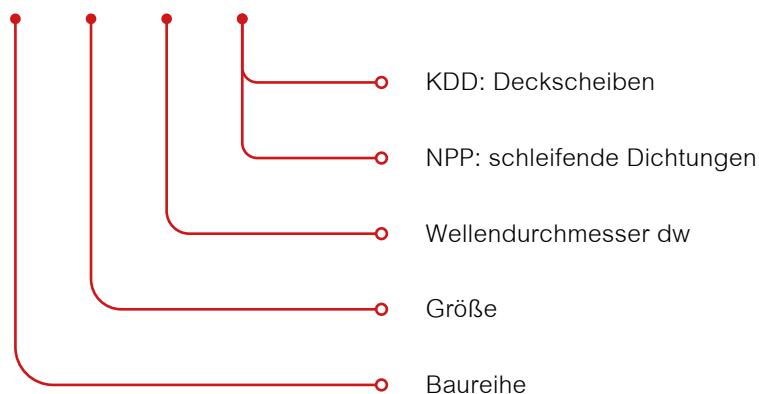 KDD: Deckscheiben
NPP: schleifende Dichtungen
Wellendurchmesser dw
Größe
Baureihe